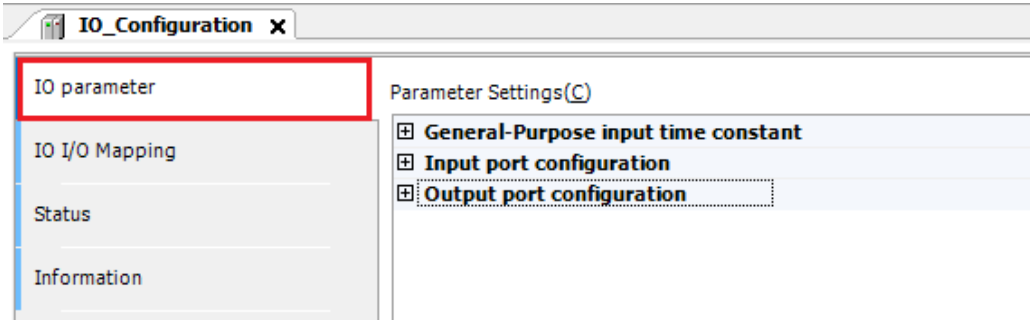 IO_Configuration
IO parameter
IO I/O Mapping
Status
Information
Parameter Settings(C)
General-Purpose input time constant
Input port configuration
Output port configuration